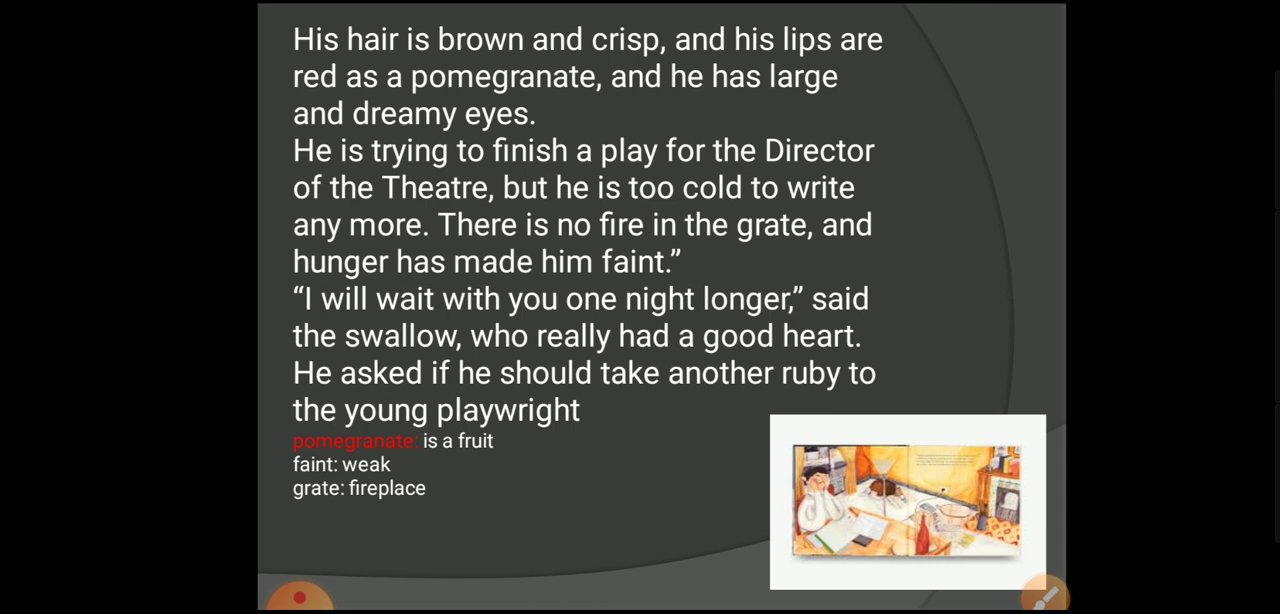 His hair is brown and crisp, and his lips are
red as a pomegranate, and he has large
and dreamy eyes.
He is trying to finish a play for the Director
of the Theatre, but he is too cold to write
any more. There is no fire in the grate, and
hunger has made him faint.”
“I will wait with you one night longer,” said
the swallow, who really had a good heart.
He asked if he should take another ruby to
the young playwright
pomegranate: is a fruit
faint: weak
grate: fireplace